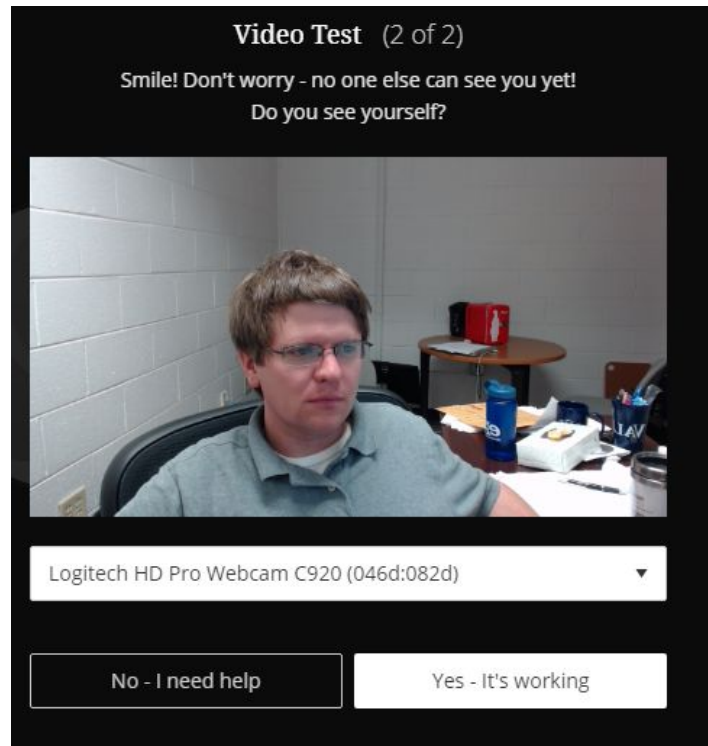 Video Test (2 of 2)
Smile! Don't worry - no one else can see you yet!
Do you see yourself?
VAL
Logitech HD Pro Webcam C920 (046d:082d)
No - I need help
Yes - It's working